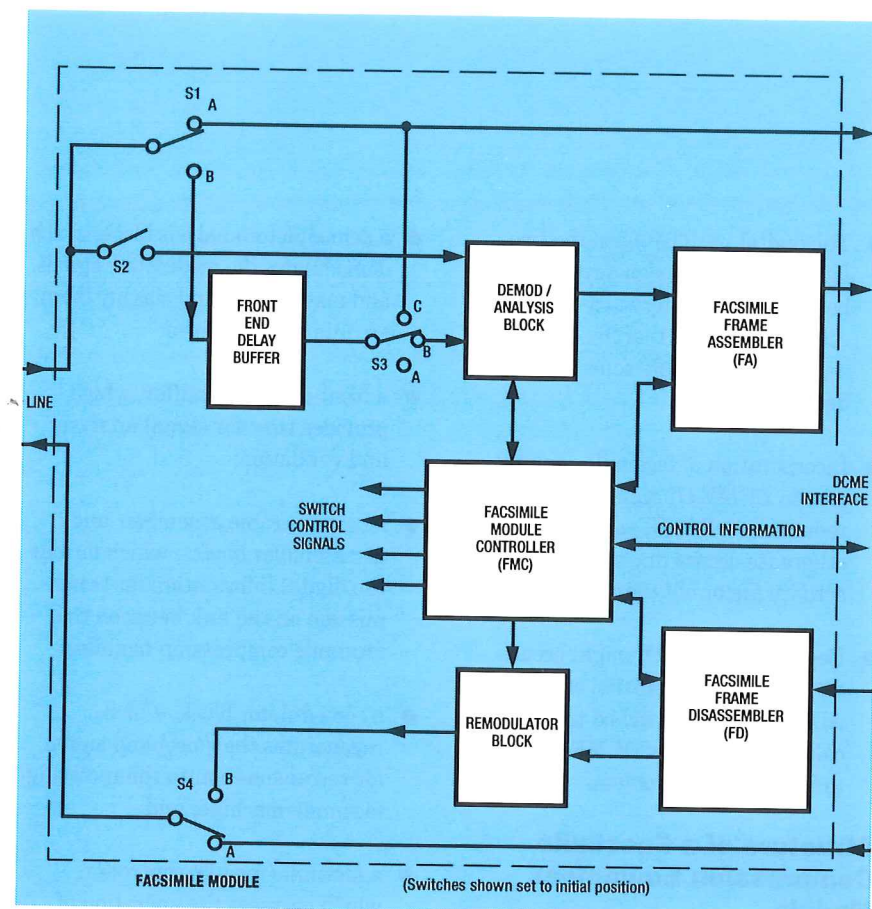 S1
A
B
S2
FRONT
END
DELAY
BUFFER
C
S3
B
A
DEMOD /
ANALYSIS
BLOCK
FACSIMILE
FRAME
ASSEMBLER
(FA)
LINE
SWITCH
CONTROL
SIGNALS
FACSIMILE
MODULE
CONTROLLER
(FMC)
DCME
INTERFACE
CONTROL INFORMATION
REMODULATOR
BLOCK
FACSIMILE
FRAME
DISASSEMBLER
(FD)
S4
B
A
FACSIMILE MODULE
(Switches shown set to initial position)